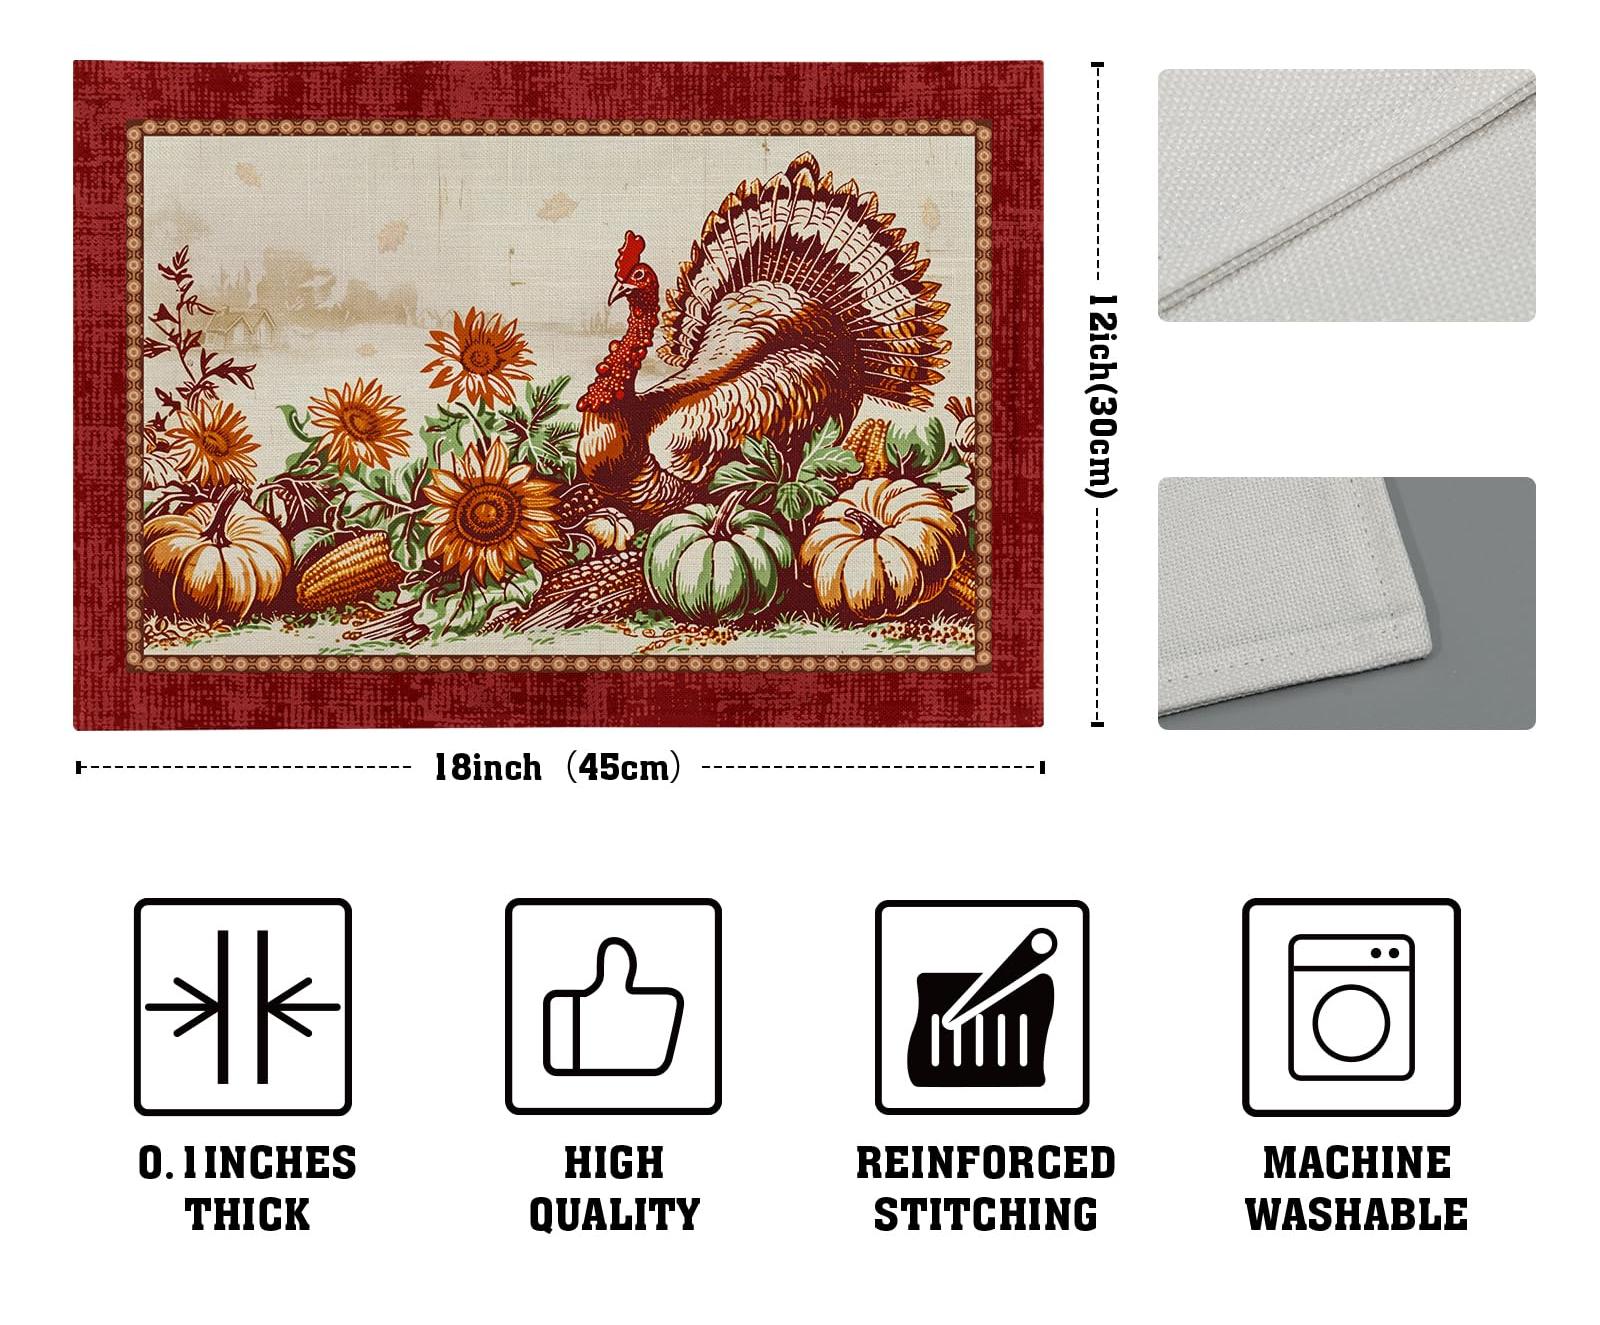 12ich(30cm)
18inch（45cm）
0.1INCHES
THICK
HIGH
QUALITY
REINFORCED
STITCHING
MACHINE
WASHABLE